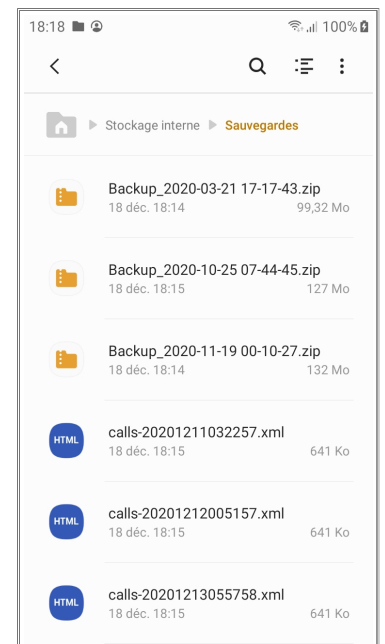 18:18 100%
Stockage interne Sauvegardes
Backup_2020-03-21 17-17-43.zip
18 déc. 18:14 99,32 Mo
Backup_2020-10-25 07-44-45.zip
18 déc. 18:15 127 Mo
Backup_2020-11-19 00-10-27.zip
18 déc. 18:14 132 Mo
HTML calls-20201211032257.xml
18 déc. 18:15 641 Ko
HTML calls-20201212005157.xml
18 déc. 18:15 641 Ko
HTML calls-20201213055758.xml
18 déc. 18:15 641 Ko